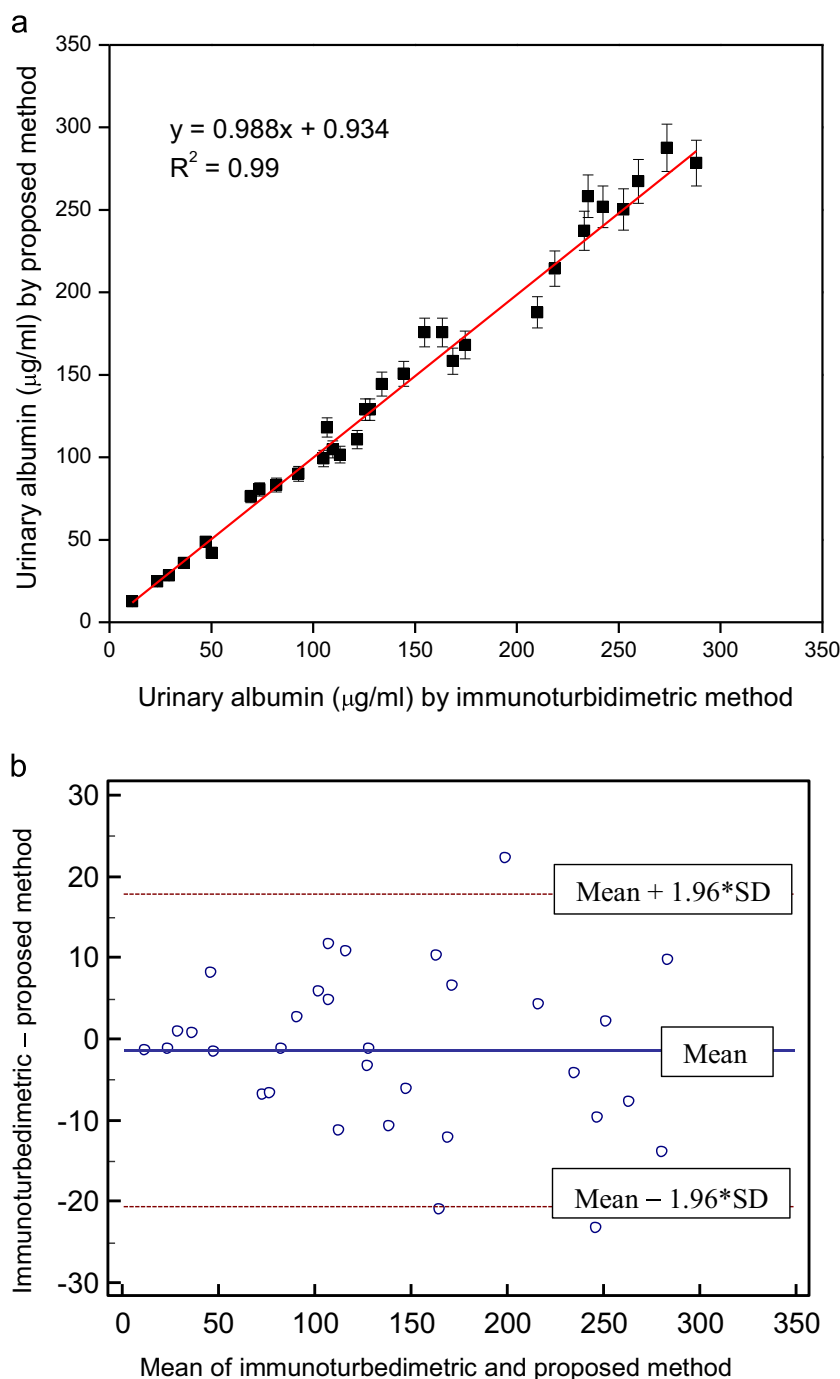 a
350
300
250
200
150
100
50
0
Urinary albumin (μg/ml) by proposed method
y = 0.988x + 0.934
R² = 0.99
0 50 100 150 200 250 300 350
Urinary albumin (μg/ml) by immunoturbidimetric method
b
30
20
10
0
-10
-20
-30
Immunoturbedimetric – proposed method
Mean + 1.96*SD
Mean
Mean – 1.96*SD
0 50 100 150 200 250 300 350
Mean of immunoturbedimetric and proposed method